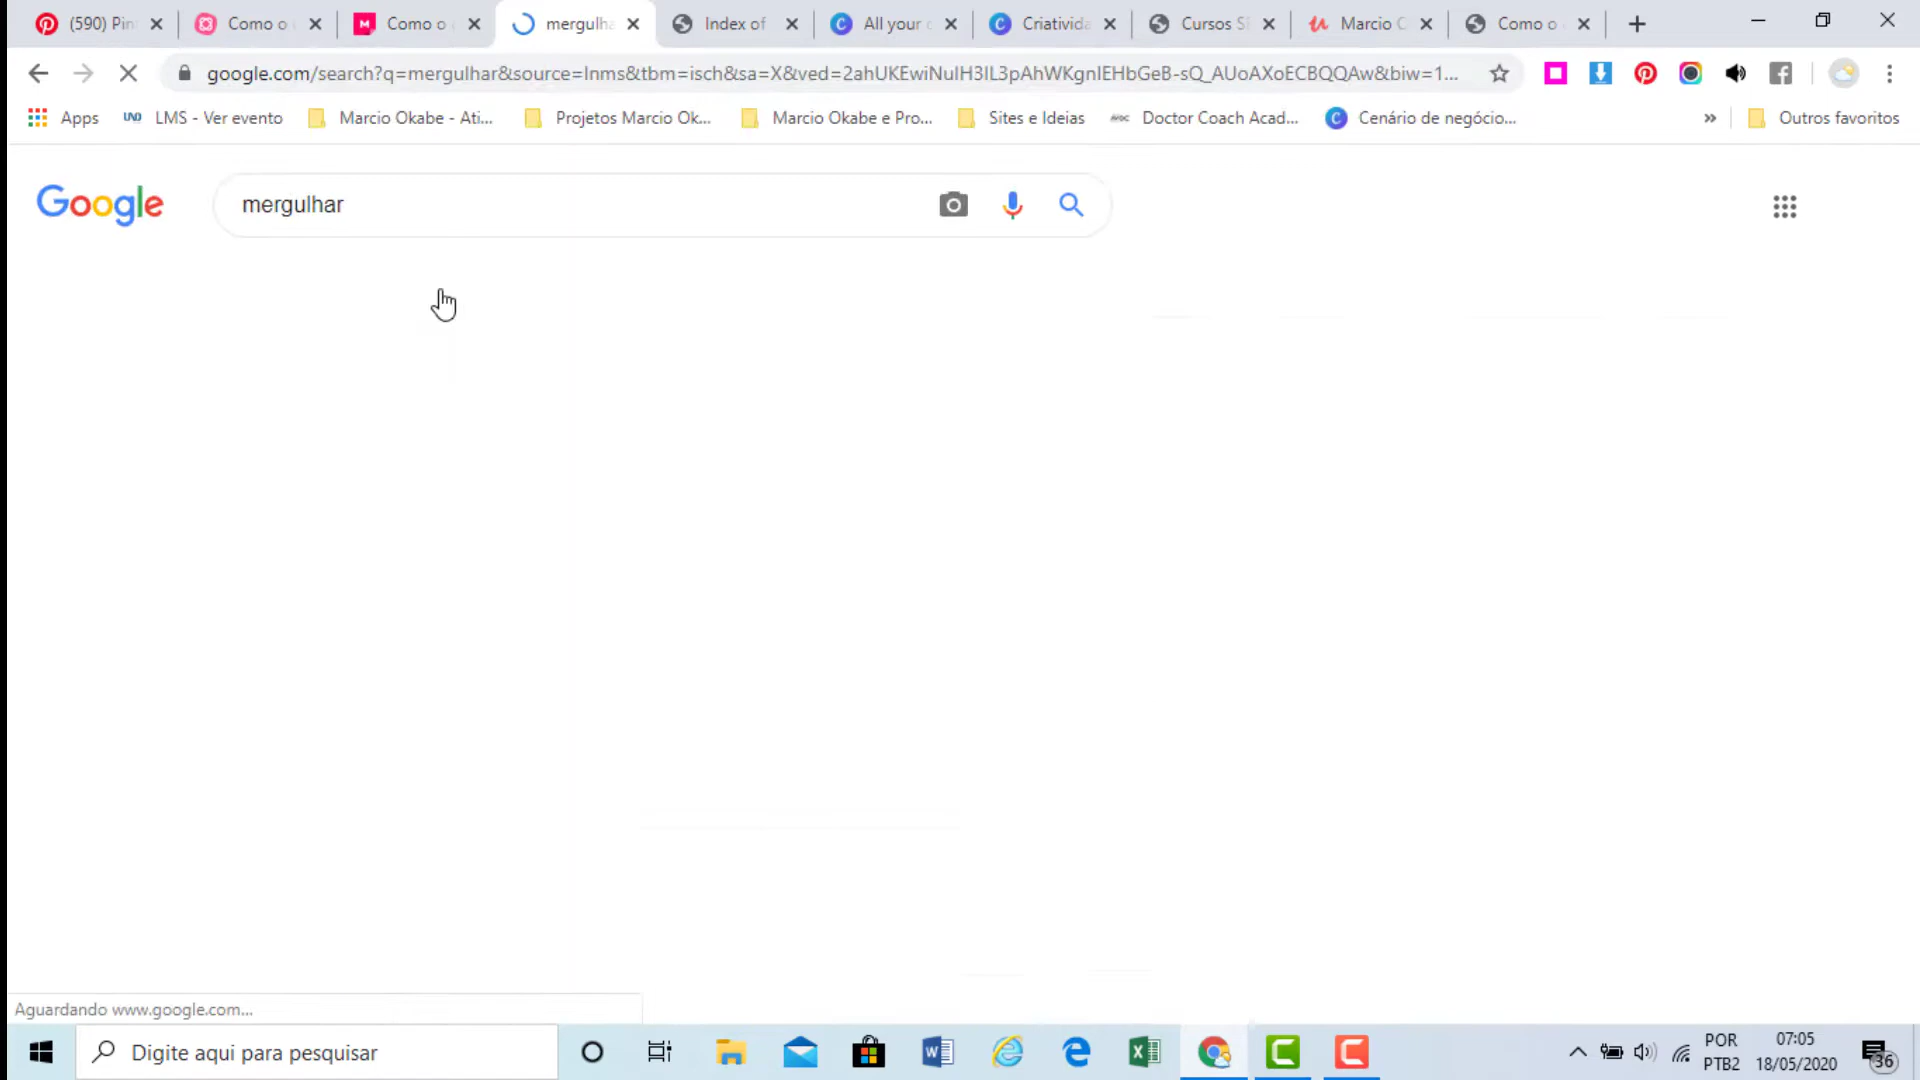 (590) Pin
Como o
Como o
mergulha
Index of
All your
Criativida
Cursos
Marcio
Como o
google.com/search?q=mergulhar&source=lnms&tbm=isch&sa=X&ved=2ahUKEwiNuIH3IL3pAhWKgnIEHbGeB-sQ_AUoAXoECBQQAw&biw=1...
Apps
LMS - Ver evento
Marcio Okabe - Ati...
Projetos Marcio Ok...
Marcio Okabe e Pro...
Sites e Ideias
Doctor Coach Acad...
Cenário de negócio...
»
Outros favoritos
Google
mergulhar
Aguardando www.google.com...
Digite aqui para pesquisar
POR
PTB2
07:05
18/05/2020
36